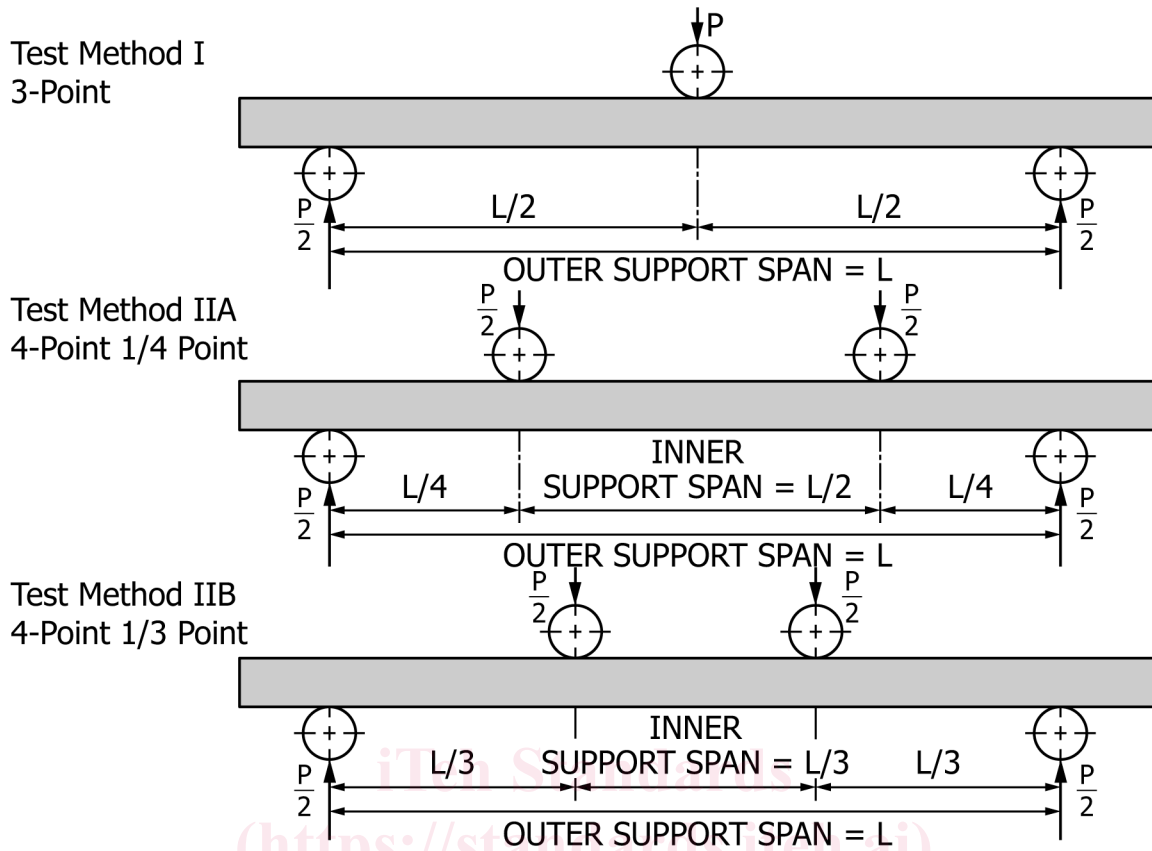 Test Method I
3-Point
P
P/2
L/2
L/2
P/2
OUTER SUPPORT SPAN = L
Test Method IIA
4-Point 1/4 Point
P/2
P/2
INNER
SUPPORT SPAN = L/2
L/4
L/4
P/2
P/2
OUTER SUPPORT SPAN = L
Test Method IIB
4-Point 1/3 Point
P/2
P/2
INNER
SUPPORT SPAN = L/3
L/3
L/3
P/2
P/2
OUTER SUPPORT SPAN = L
iTeh Standards
(https://standards.iteh.ai)